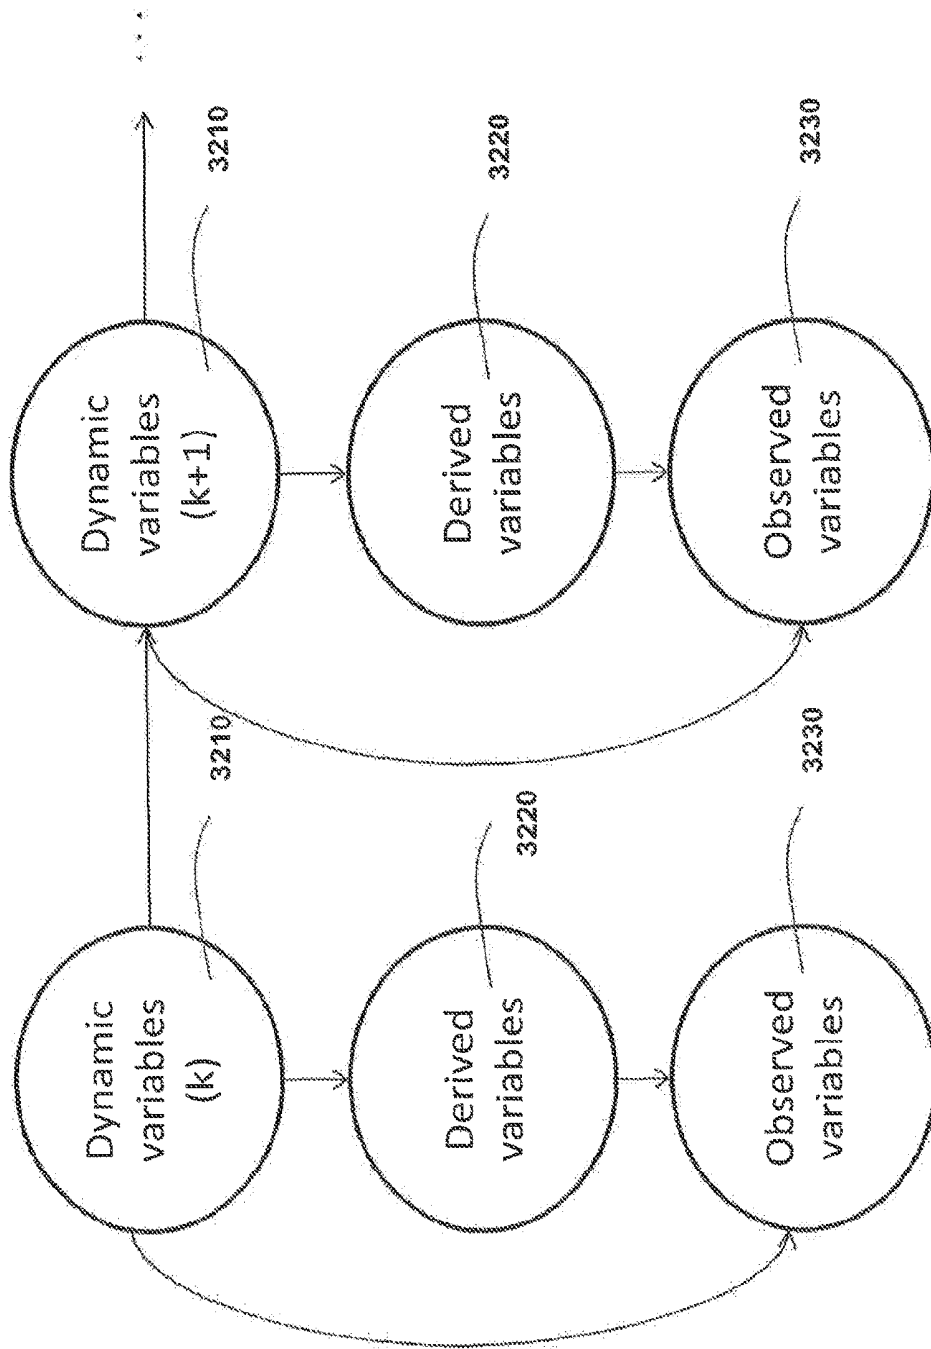 Dynamic
variables
(k)
3210
Derived
variables
3220
Observed
variables
3230
Dynamic
variables
(k+1)
3210
Derived
variables
3220
Observed
variables
3230
...